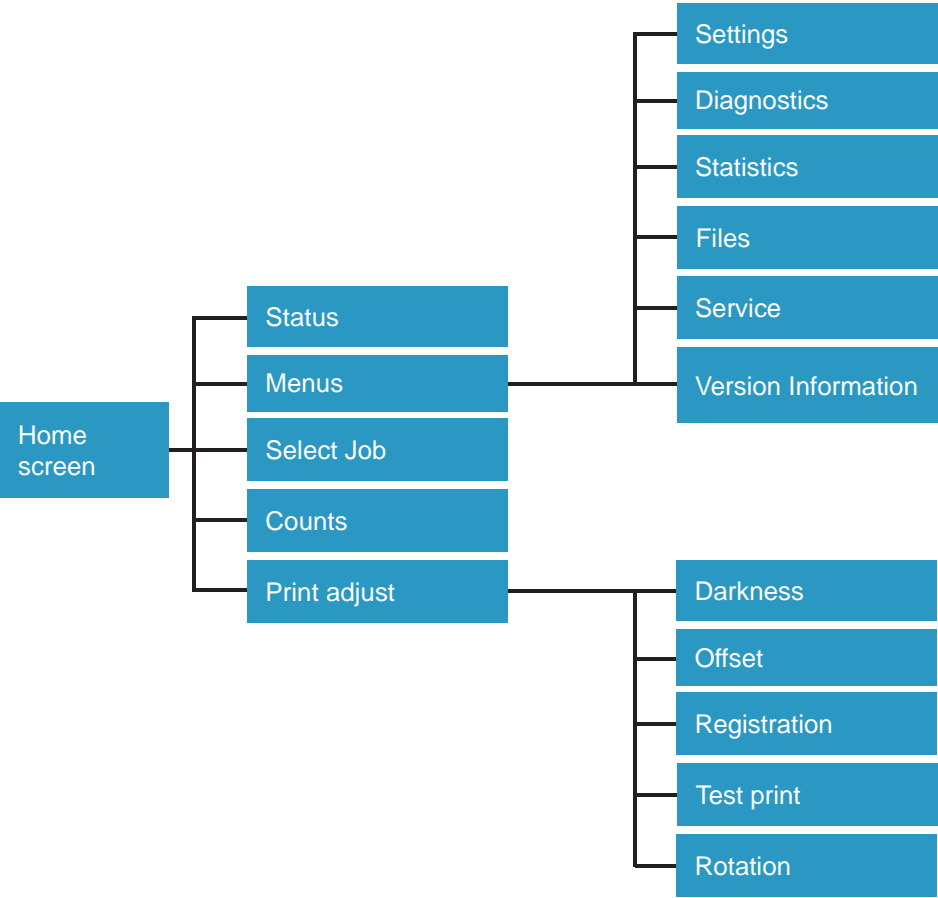 Home
screen
Status
Menus
Select Job
Counts
Print adjust
Settings
Diagnostics
Statistics
Files
Service
Version Information
Darkness
Offset
Registration
Test print
Rotation